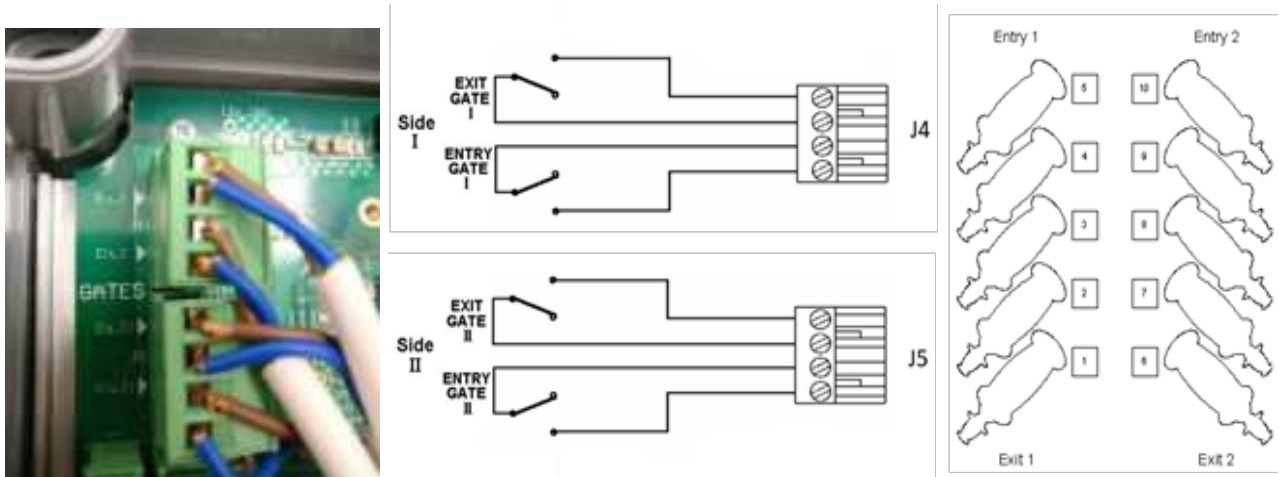 GATES
EXIT
GATE
I
Side
I
ENTRY
GATE
I
J4
EXIT
GATE
II
Side
II
ENTRY
GATE
II
J5
Entry 1
Entry 2
5
10
4
9
3
8
2
7
1
6
Exit 1
Exit 2